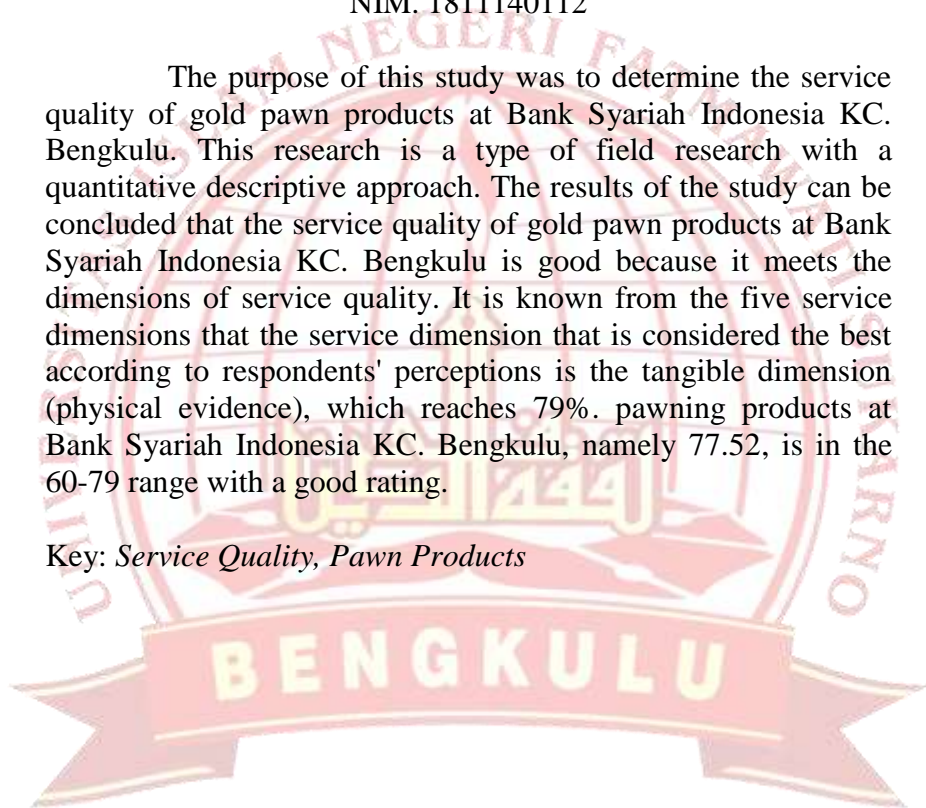 NIM. 1811140112
The purpose of this study was to determine the service
quality of gold pawn products at Bank Syariah Indonesia KC.
Bengkulu. This research is a type of field research with a
quantitative descriptive approach. The results of the study can be
concluded that the service quality of gold pawn products at Bank
Syariah Indonesia KC. Bengkulu is good because it meets the
dimensions of service quality. It is known from the five service
dimensions that the service dimension that is considered the best
according to respondents' perceptions is the tangible dimension
(physical evidence), which reaches 79%. pawning products at
Bank Syariah Indonesia KC. Bengkulu, namely 77.52, is in the
60-79 range with a good rating.
Key: Service Quality, Pawn Products
BENGKULU